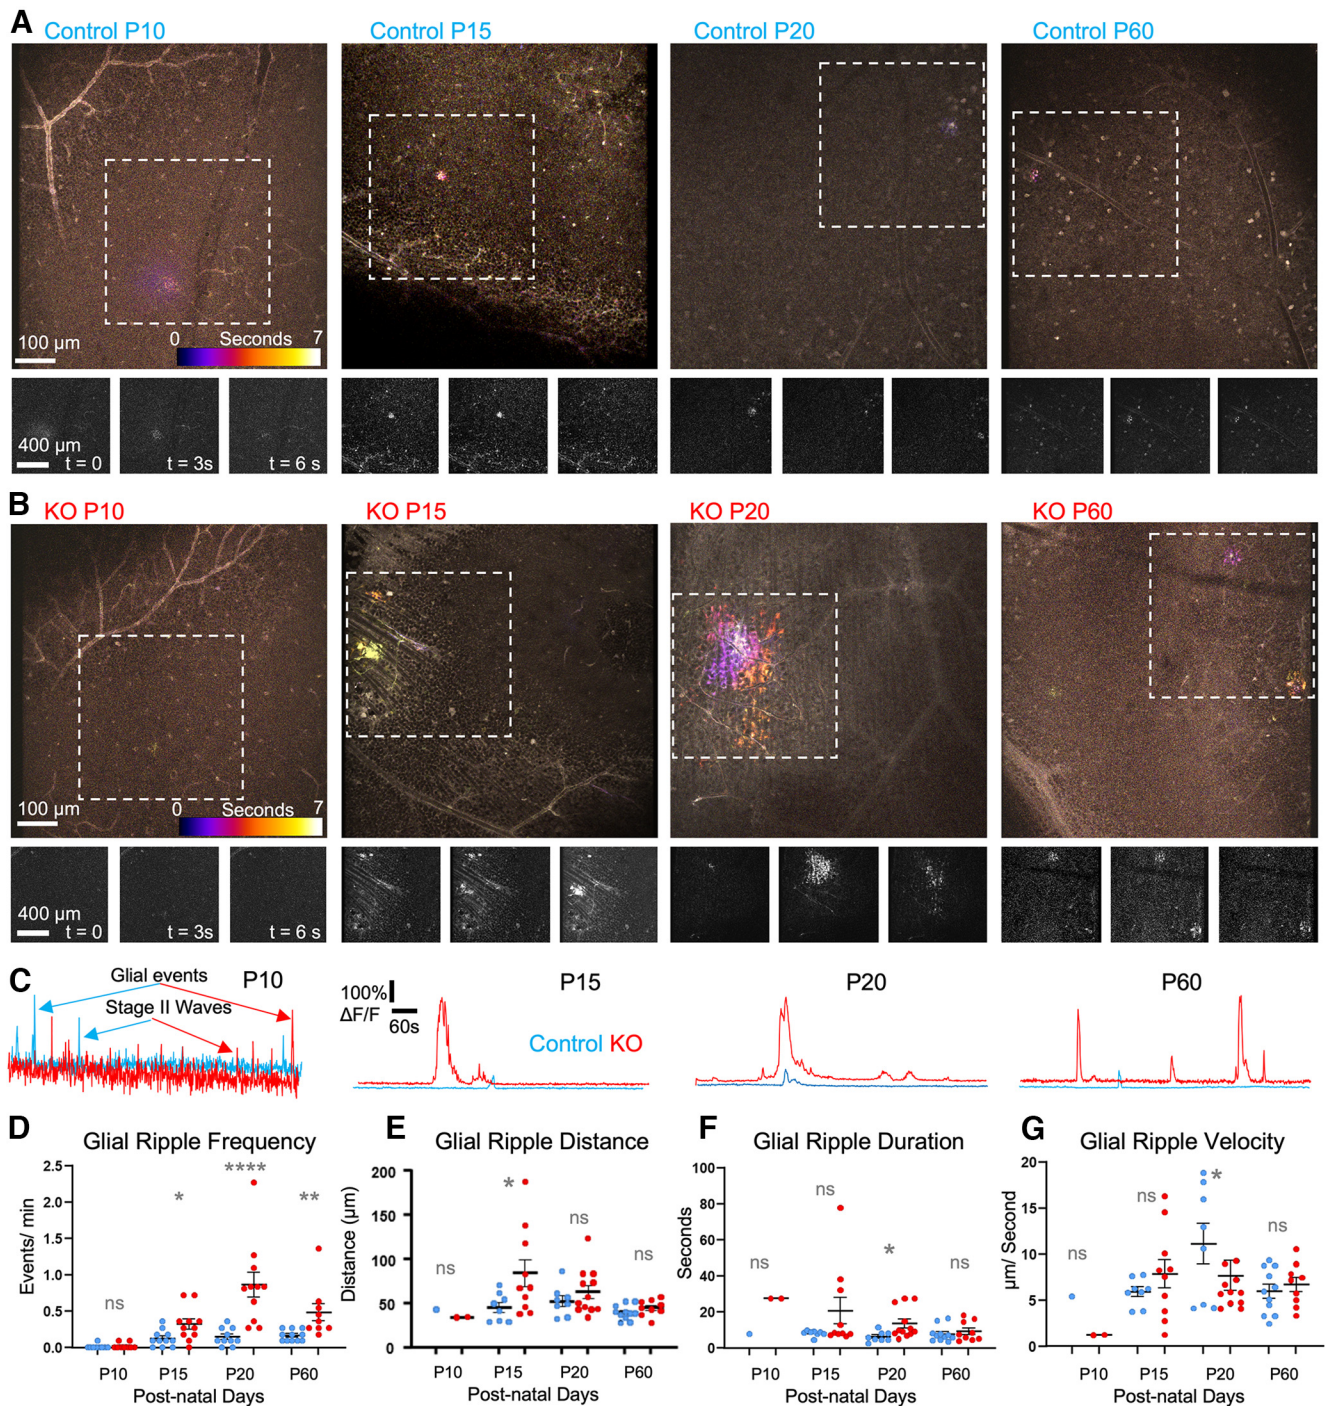 A
Control P10
Control P15
Control P20
Control P60
0 Seconds 7
100 µm
400 µm
t = 0
t = 3s
t = 6 s
B
KO P10
KO P15
KO P20
KO P60
0 Seconds 7
100 µm
400 µm
t = 0
t = 3s
t = 6 s
C
Glial events
Stage II Waves
P10
100%
ΔF/F
60s
P15
Control KO
P20
P60
D
Glial Ripple Frequency
Events/ min
2.5
2.0
1.5
1.0
0.5
0.0
ns
*
****
**
P10 P15 P20 P60
Post-natal Days
E
Glial Ripple Distance
Distance (µm)
200
150
100
50
0
ns
*
ns
ns
P10 P15 P20 P60
Post-natal Days
F
Glial Ripple Duration
Seconds
100
80
60
40
20
0
ns
ns
*
ns
P10 P15 P20 P60
Post-natal Days
G
Glial Ripple Velocity
µm/ Second
20
15
10
5
0
ns
ns
*
ns
P10 P15 P20 P60
Post-natal Days